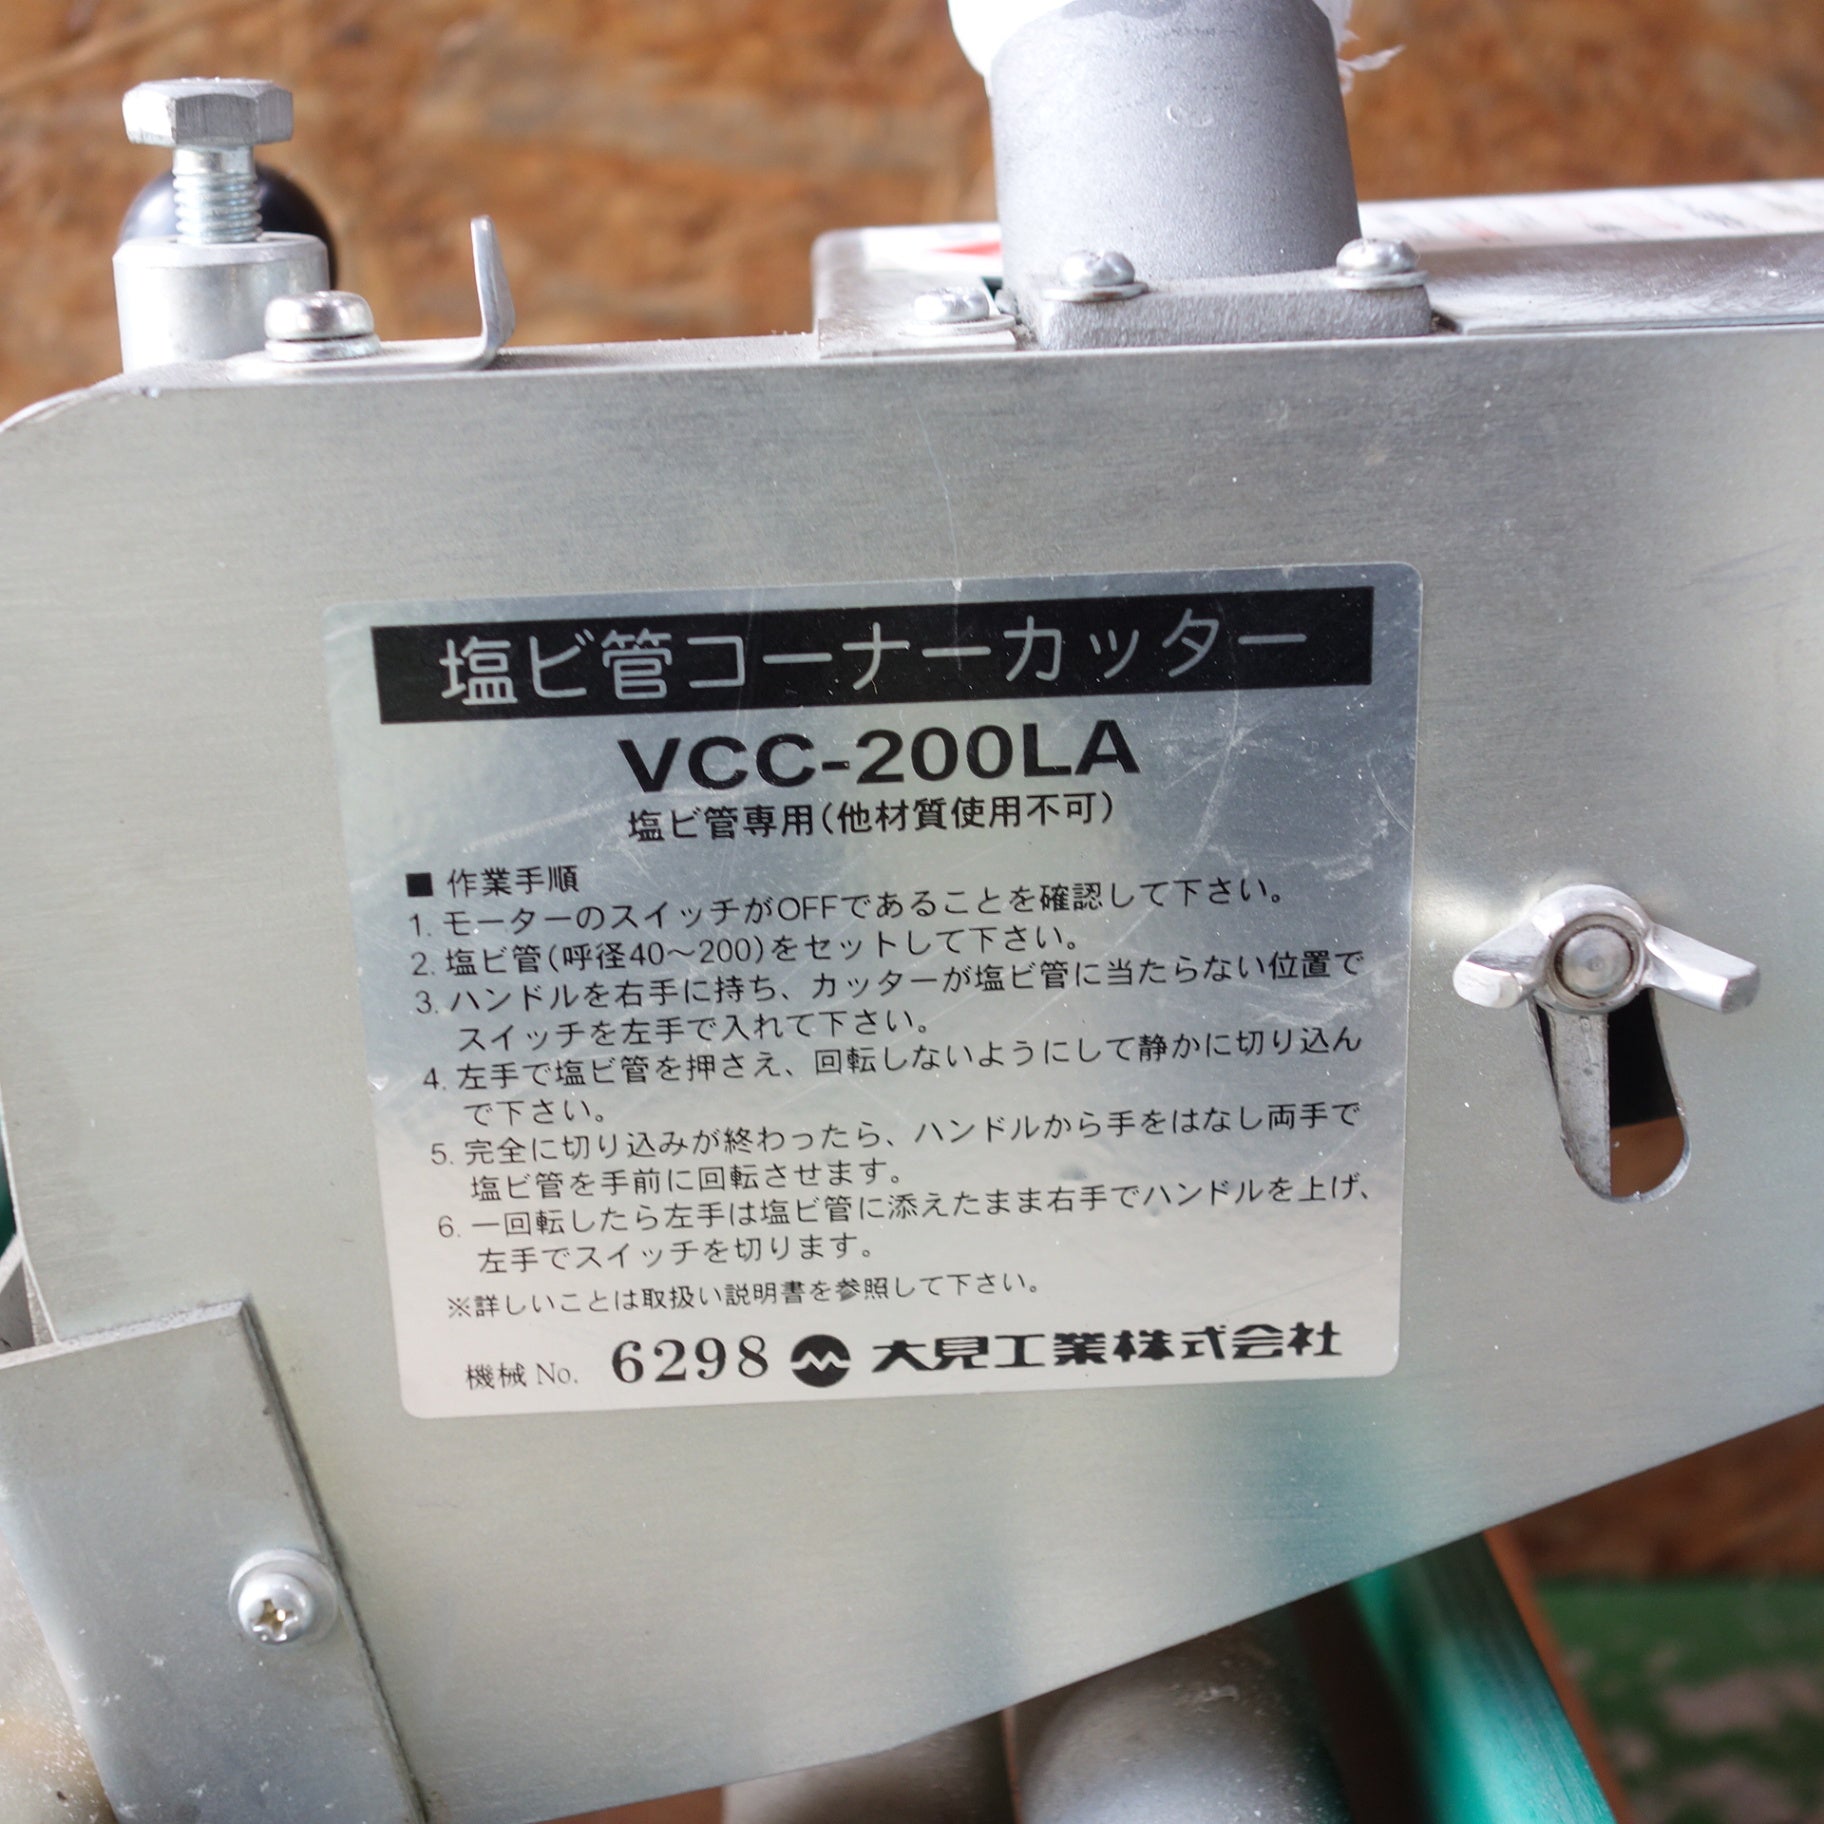 塩ビ管コーナーカッター
VCC-200LA
塩ビ管専用(他材質使用不可)
■ 作業手順
1. モーターのスイッチがOFFであることを確認して下さい。
2. 塩ビ管(呼径40～200)をセットして下さい。
3. ハンドルを右手に持ち、カッターが塩ビ管に当たらない位置で
スイッチを左手で入れて下さい。
4. 左手で塩ビ管を押さえ、回転しないようにして静かに切り込ん
で下さい。
5. 完全に切り込みが終わったら、ハンドルから手をはなし両手で
塩ビ管を手前に回転させます。
6. 一回転したら左手は塩ビ管に添えたまま右手でハンドルを上げ、
左手でスイッチを切ります。
※詳しいことは取扱い説明書を参照して下さい。
機械 No. 6298 大見工業株式会社